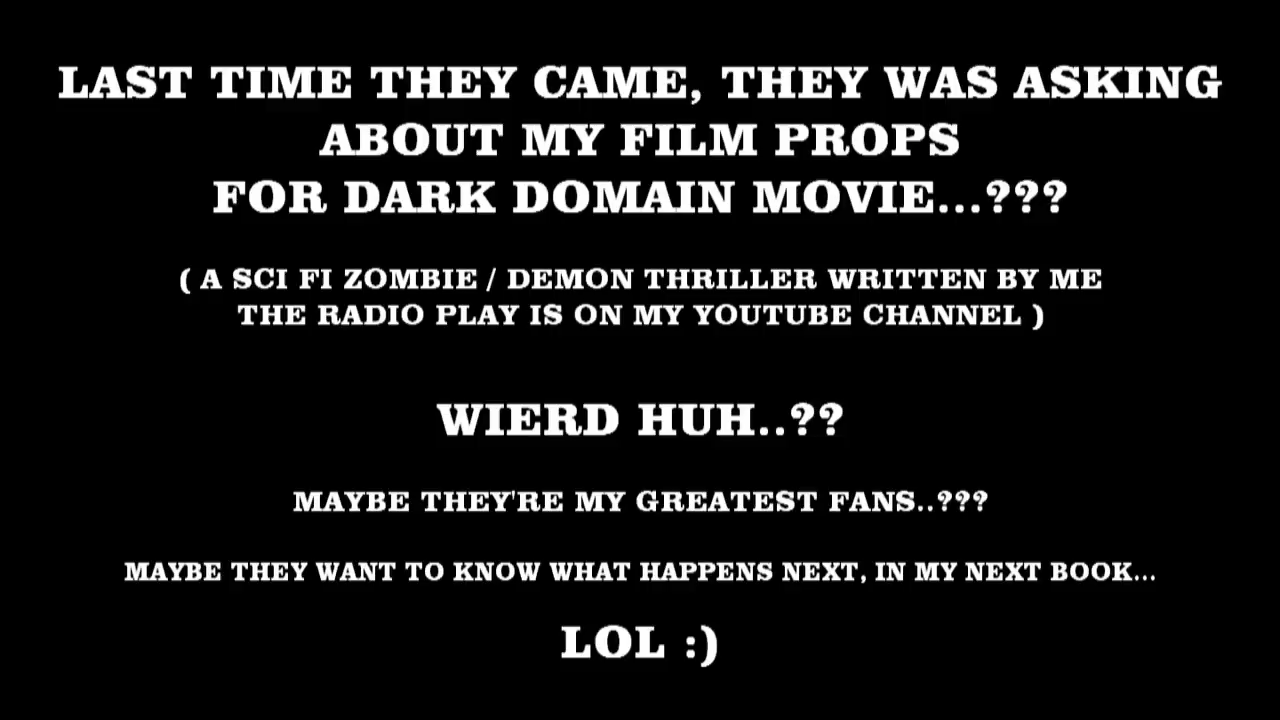 LAST TIME THEY CAME, THEY WAS ASKING
ABOUT MY FILM PROPS
FOR DARK DOMAIN MOVIE...???
( A SCI FI ZOMBIE / DEMON THRILLER WRITTEN BY ME
THE RADIO PLAY IS ON MY YOUTUBE CHANNEL )
WIERD HUH..??
MAYBE THEY'RE MY GREATEST FANS..???
MAYBE THEY WANT TO KNOW WHAT HAPPENS NEXT, IN MY NEXT BOOK...
LOL :)